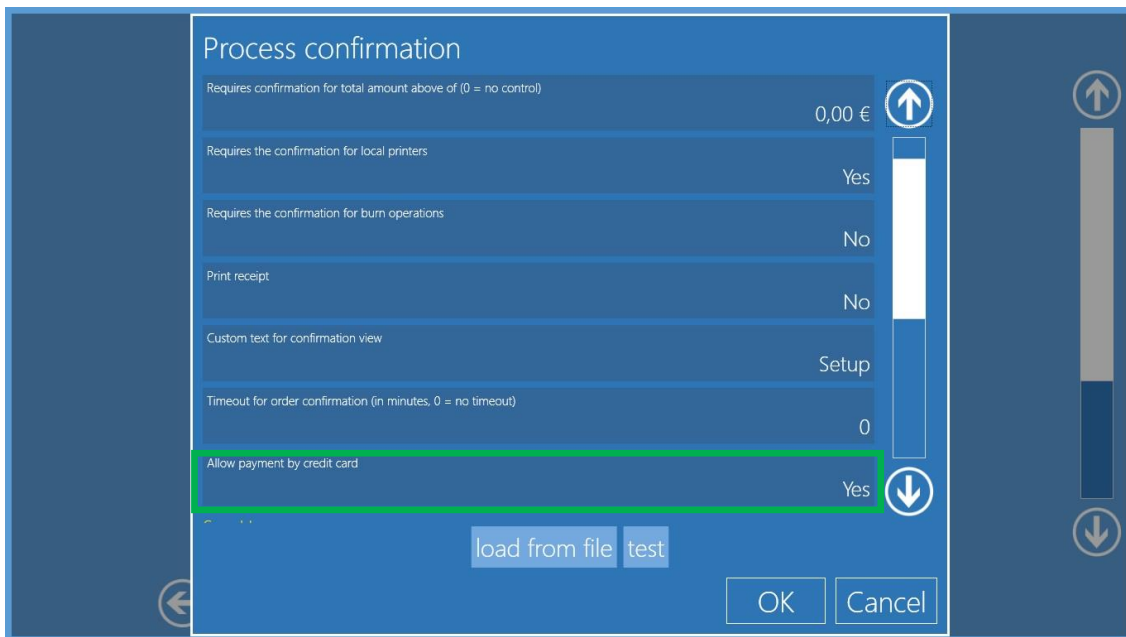 Process confirmation
Requires confirmation for total amount above of (0 = no control)
0,00 €
Requires the confirmation for local printers
Yes
Requires the confirmation for burn operations
No
Print receipt
No
Custom text for confirmation view
Setup
Timeout for order confirmation (in minutes, 0 = no timeout)
0
Allow payment by credit card
Yes
load from file test
OK Cancel